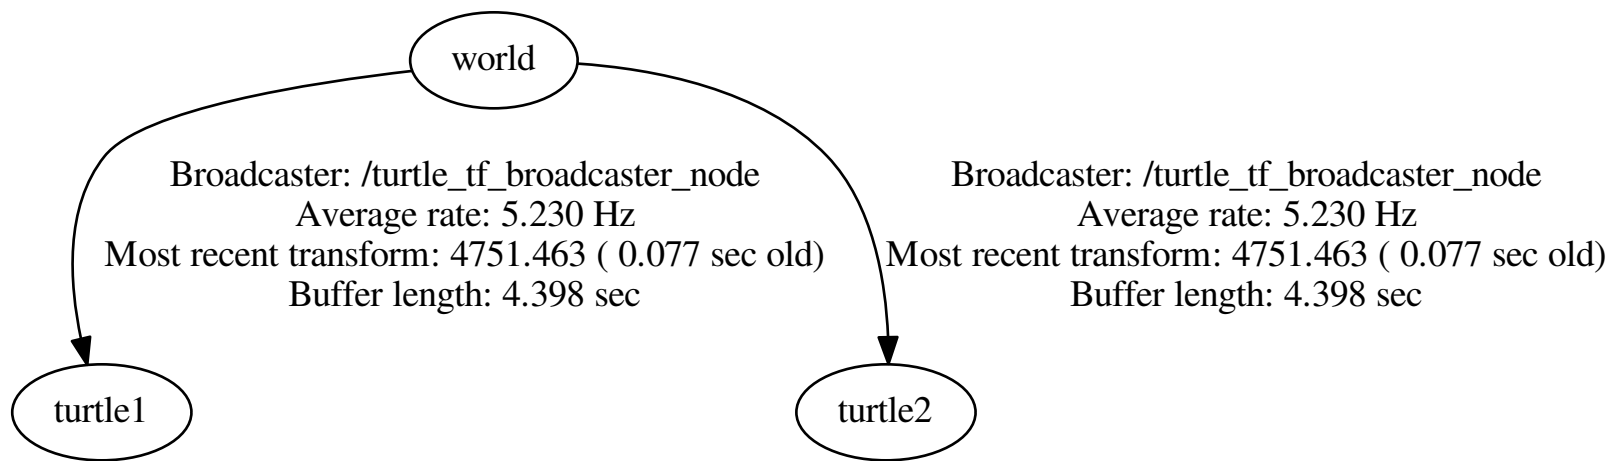 world
Broadcaster: /turtle_tf_broadcaster_node
Average rate: 5.230 Hz
Most recent transform: 4751.463 ( 0.077 sec old)
Buffer length: 4.398 sec
Broadcaster: /turtle_tf_broadcaster_node
Average rate: 5.230 Hz
Most recent transform: 4751.463 ( 0.077 sec old)
Buffer length: 4.398 sec
turtle1
turtle2